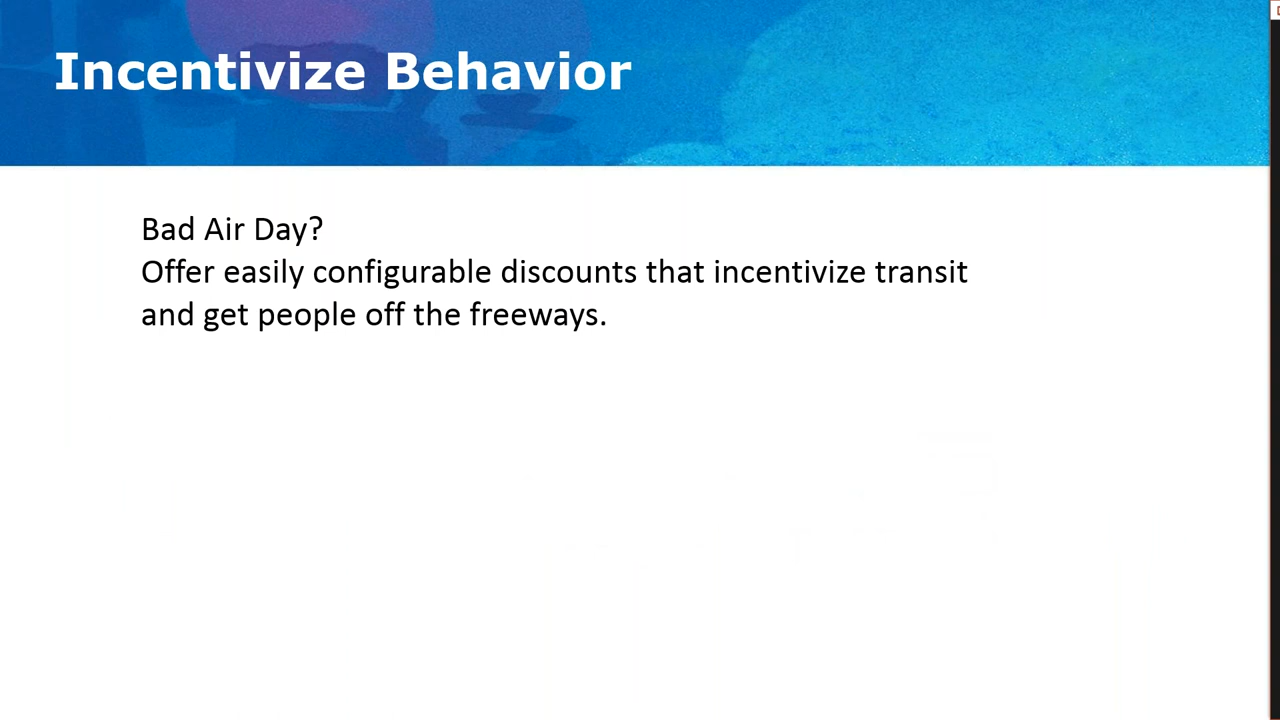 Incentivize Behavior
Bad Air Day?
Offer easily configurable discounts that incentivize transit
and get people off the freeways.